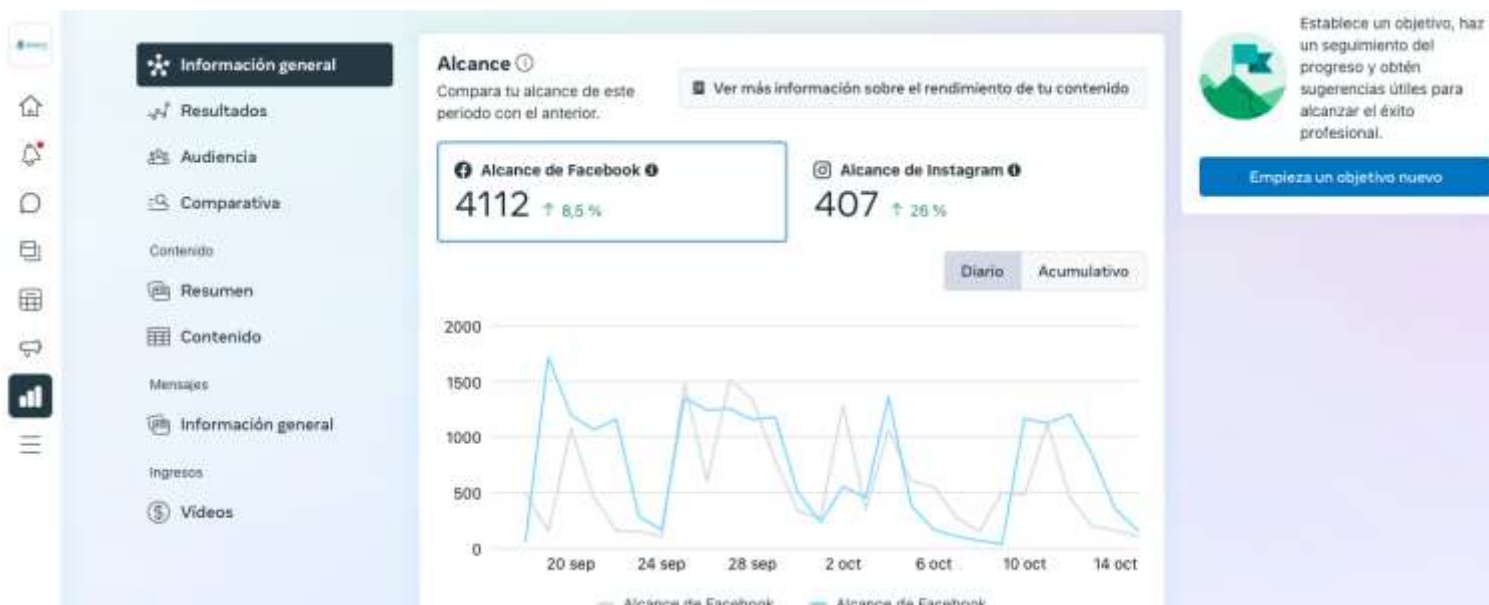 Información general
Resultados
Audiencia
Comparativa
Contenido
Resumen
Contenido
Mensajes
Información general
Ingresos
Vídeos
Alcance
Compara tu alcance de este
periodo con el anterior.
Ver más información sobre el rendimiento de tu contenido
Alcance de Facebook
4112 ↑ 8,5 %
Alcance de Instagram
407 ↑ 26 %
Diario Acumulativo
2000
1500
1000
500
0
20 sep 24 sep 28 sep 2 oct 6 oct 10 oct 14 oct
Alcance de Facebook Alcance de Facebook
Establece un objetivo, haz
un seguimiento del
progreso y obtén
sugerencias útiles para
alcanzar el éxito
profesional.
Empieza un objetivo nuevo